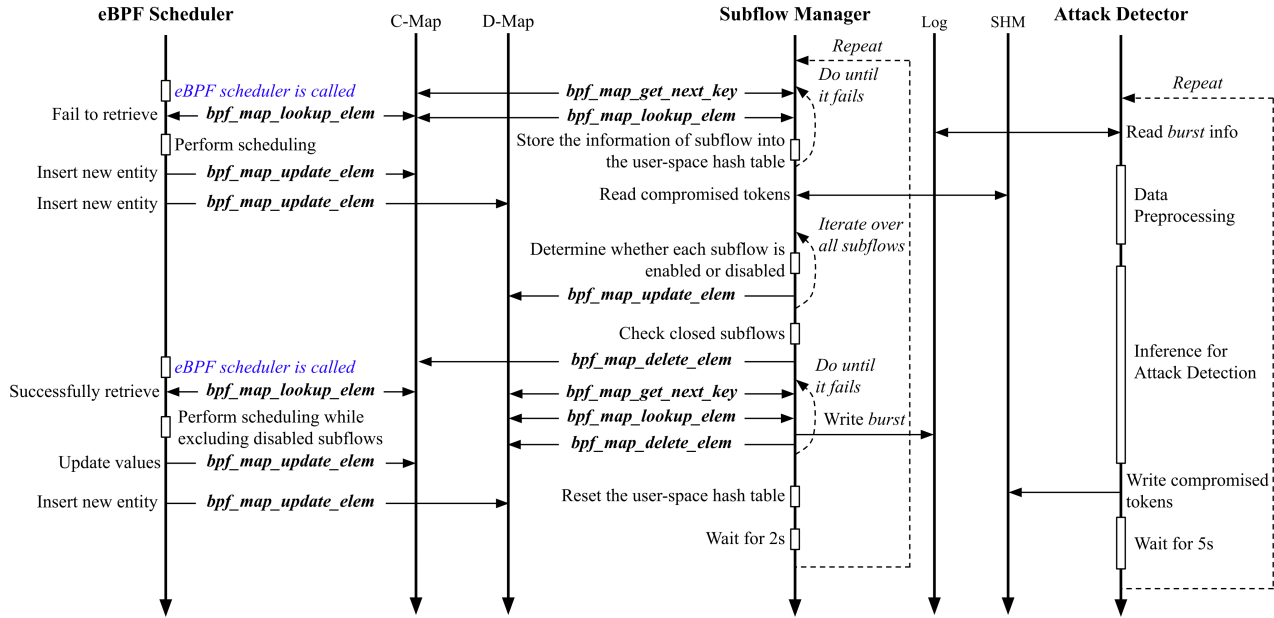 eBPF Scheduler
C-Map
D-Map
Subflow Manager
Log
SHM
Attack Detector
eBPF scheduler is called
Fail to retrieve
bpf_map_lookup_elem
Perform scheduling
Insert new entity
bpf_map_update_elem
Insert new entity
bpf_map_update_elem
eBPF scheduler is called
Successfully retrieve
bpf_map_lookup_elem
Perform scheduling while
excluding disabled subflows
Update values
bpf_map_update_elem
Insert new entity
bpf_map_update_elem
Repeat
Do until
it fails
bpf_map_get_next_key
bpf_map_lookup_elem
Store the information of subflow into
the user-space hash table
Read compromised tokens
Iterate over
all subflows
Determine whether each subflow is
enabled or disabled
bpf_map_update_elem
Check closed subflows
bpf_map_delete_elem
Do until
it fails
bpf_map_get_next_key
bpf_map_lookup_elem
Write burst
bpf_map_delete_elem
Reset the user-space hash table
Wait for 2s
Repeat
Read burst info
Data
Preprocessing
Inference for
Attack Detection
Write compromised
tokens
Wait for 5s